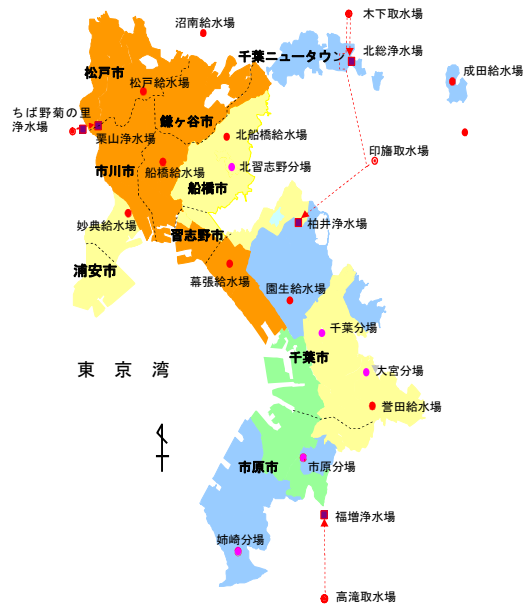 木下取水場
沼南給水場
北総浄水場
千葉ニュータウン
成田給水場
松戸市
松戸給水場
ちば野菊の里
浄水場
鎌ヶ谷市
栗山浄水場
北船橋給水場
印旛取水場
市川市
船橋給水場
北習志野分場
船橋市
妙典給水場
柏井浄水場
習志野市
浦安市
幕張給水場
園生給水場
千葉分場
千葉市
東京湾
大宮分場
誉田給水場
市原市
市原分場
福増浄水場
姉崎分場
高滝取水場